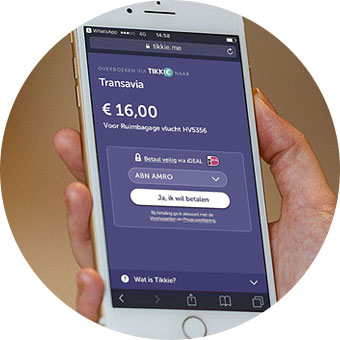 WhatsApp 4G 14:58
tikkie.me
OVERBOEKEN VIA TIKKIE NAAR
Transavia
€ 16,00
Voor Ruimbagage vlucht HV5356
Betaal veilig via iDEAL
ABN AMRO
Ja, ik wil betalen
Bij betaling ga ik akkoord met de
Voorwaarden en Privacyverklaring
? Wat is Tikkie?